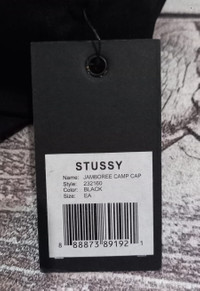 STUSSY
Name: JAMBOREE CAMP CAP
Style: 232160
Color: BLACK
Size: EA
8 88873 89192 1